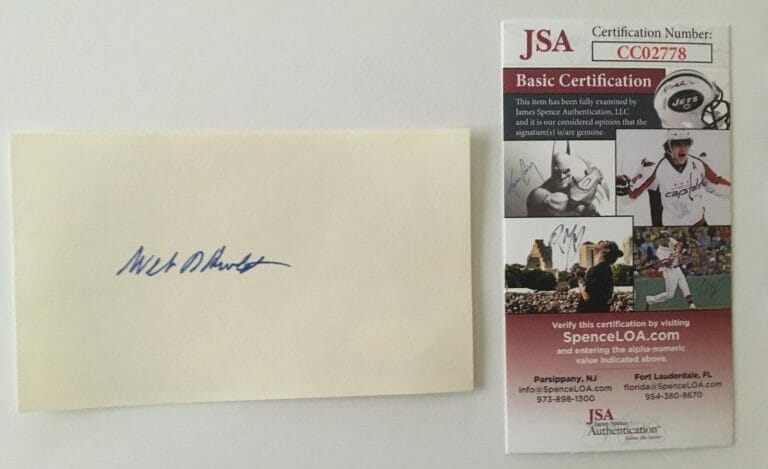 JSA
Certification Number:
CC02778
Basic Certification
This item has been fully examined by
James Spence Authentication, LLC
and it is our considered opinion that the
signature(s) is/are genuine.
JETS
capitals
Verify this certification by visiting
SpenceLOA.com
and entering the alpha-numeric
value indicated above.
Parsippany, NJ
info@SpenceLOA.com
973-898-1300
Fort Lauderdale, FL
florida@SpenceLOA.com
954-380-8670
JSA
James Spence
Authentication